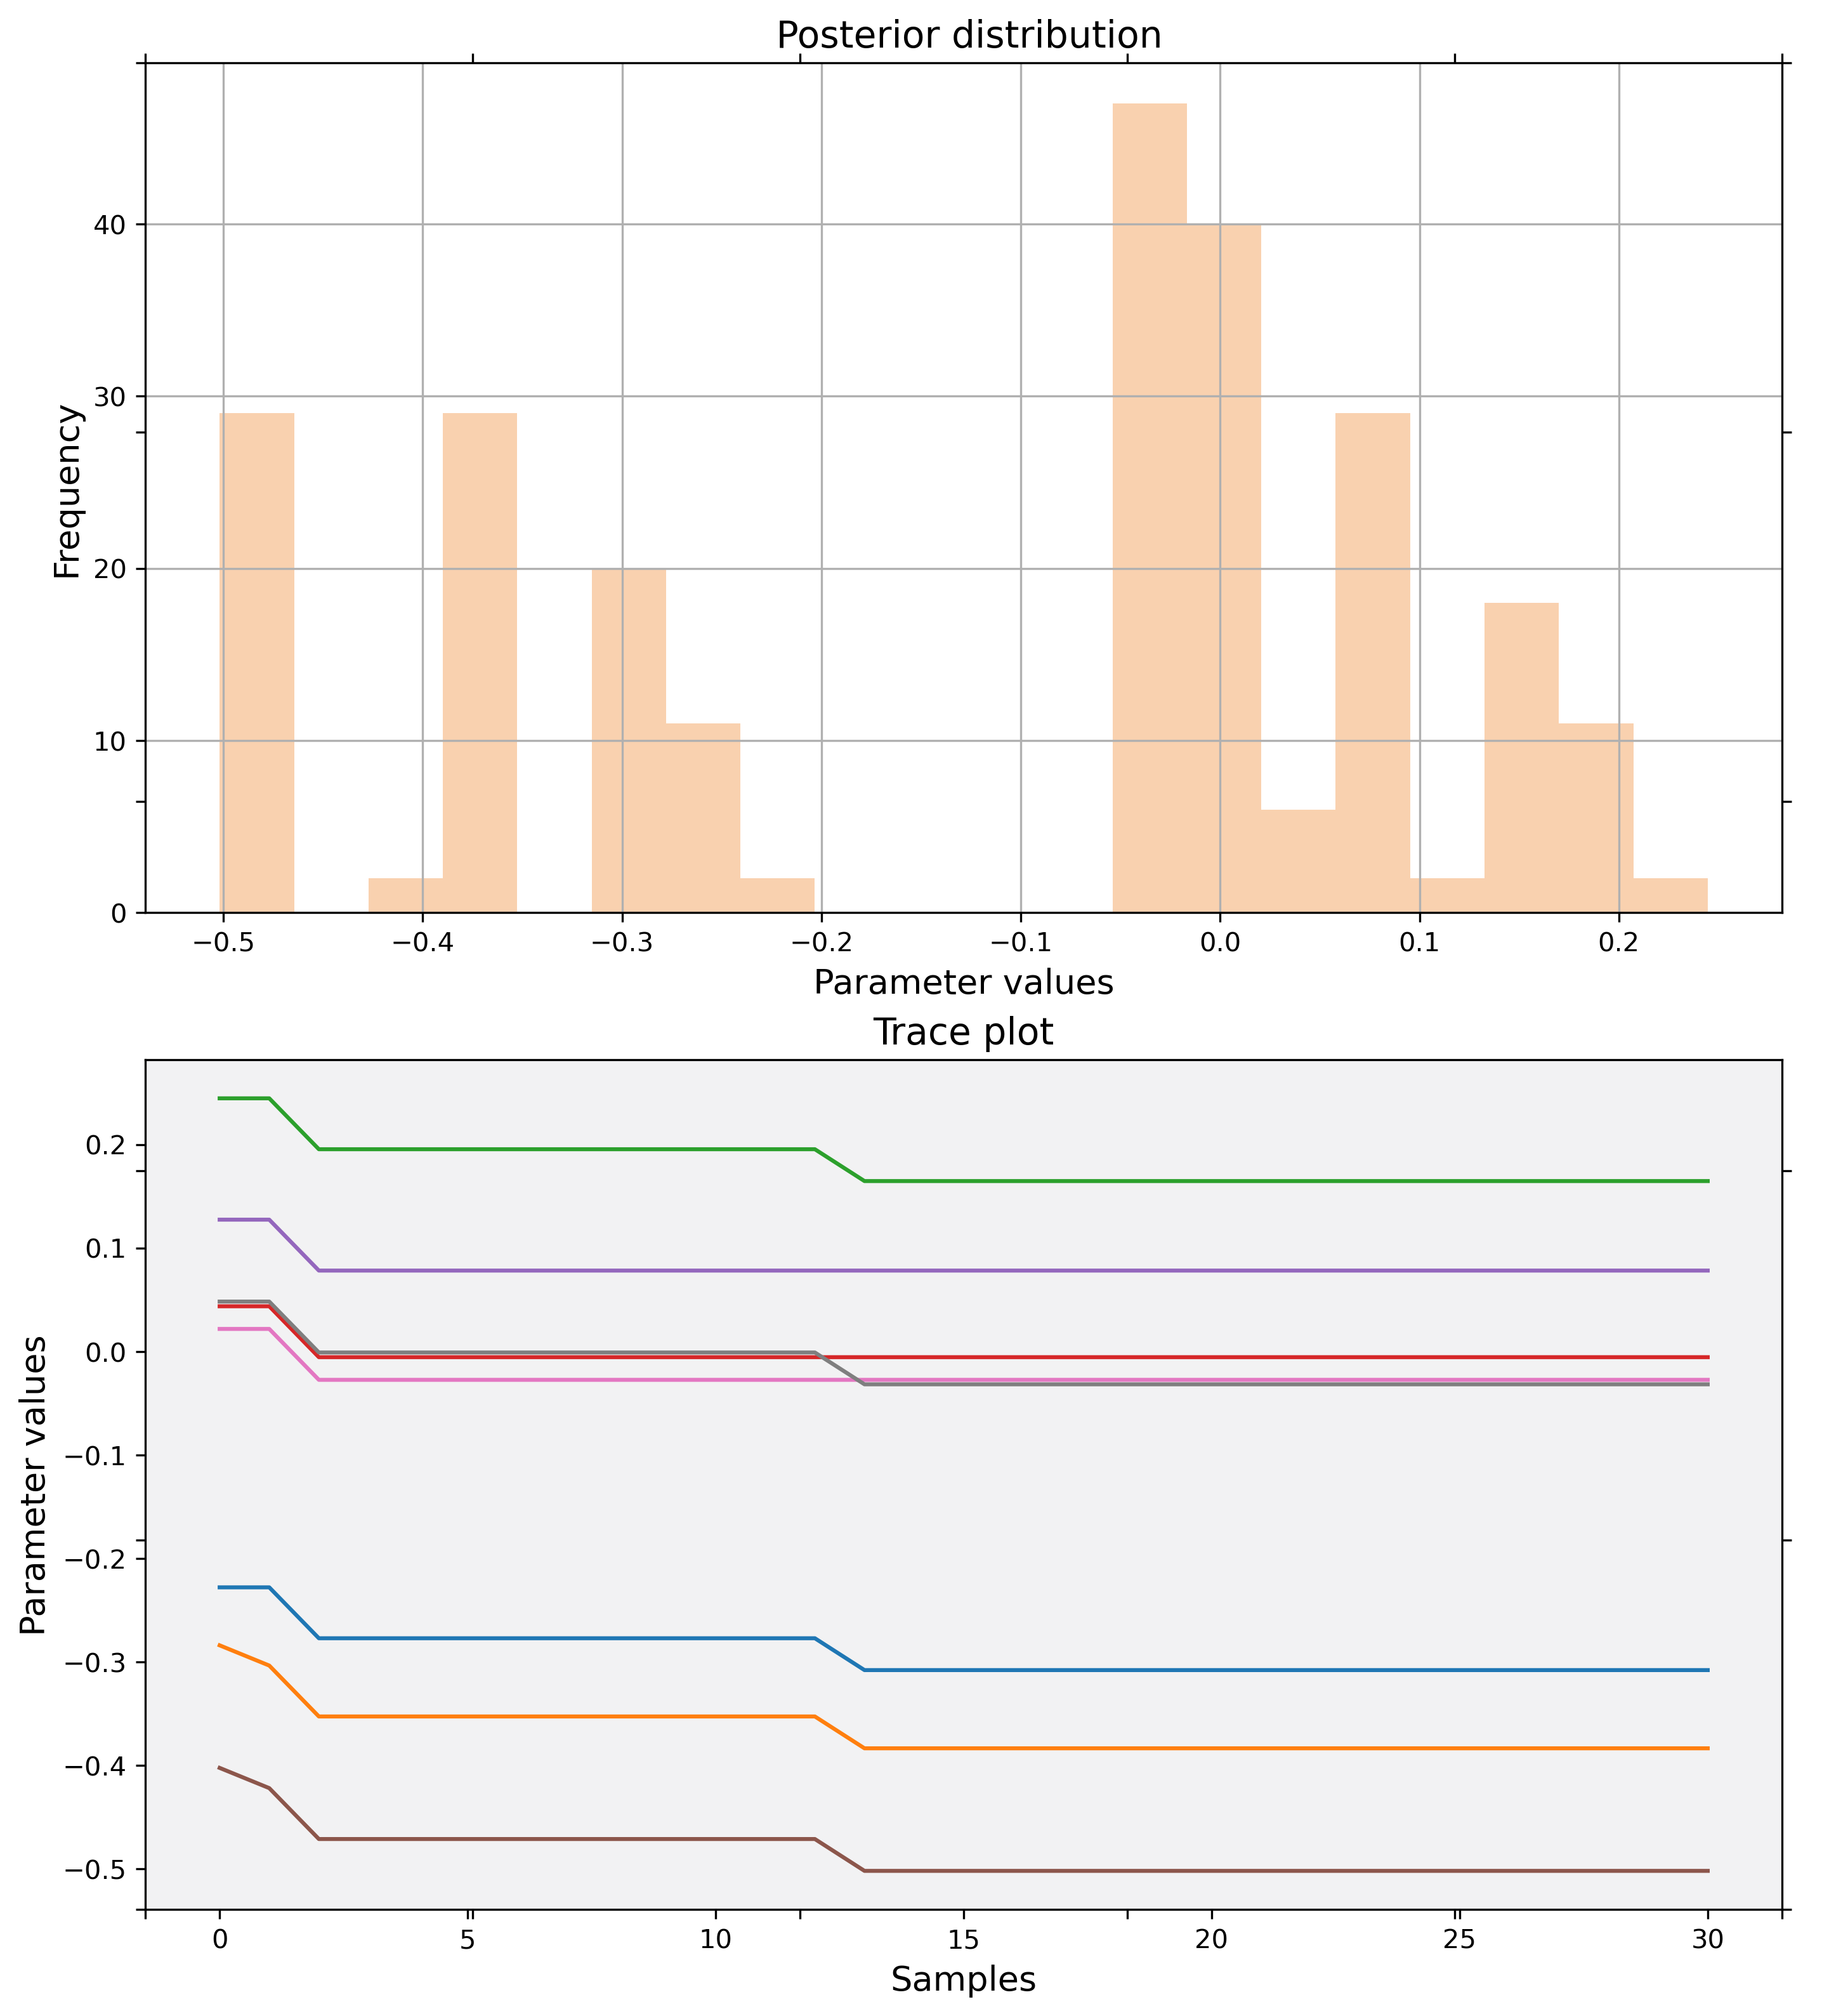 Posterior distribution
Frequency
40
30
20
10
0
−0.5 −0.4 −0.3 −0.2 −0.1 0.0 0.1 0.2
Parameter values
Trace plot
Parameter values
0.2
0.1
0.0
−0.1
−0.2
−0.3
−0.4
−0.5
0 5 10 15 20 25 30
Samples